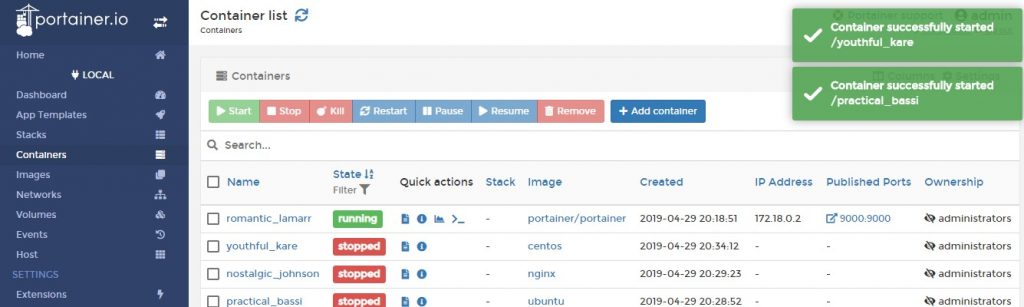 portainer.io
Home
LOCAL
Dashboard
App Templates
Stacks
Containers
Images
Networks
Volumes
Events
Host
SETTINGS
Extensions
Container list
Containers
Portainer support admin
Container successfully started
/youthful_kare
Container successfully started
/practical_bassi
Containers
Columns Settings
Start Stop Kill Restart Pause Resume Remove + Add container
Search...
Name State Filter Quick actions Stack Image Created IP Address Published Ports Ownership
romantic_lamarr running - portainer/portainer 2019-04-29 20:18:51 172.18.0.2 9000:9000 administrators
youthful_kare stopped - centos 2019-04-29 20:34:12 - - administrators
nostalgic_johnson stopped - nginx 2019-04-29 20:29:23 - - administrators
practical_bassi stopped - ubuntu 2019-04-29 20:28:52 - - administrators